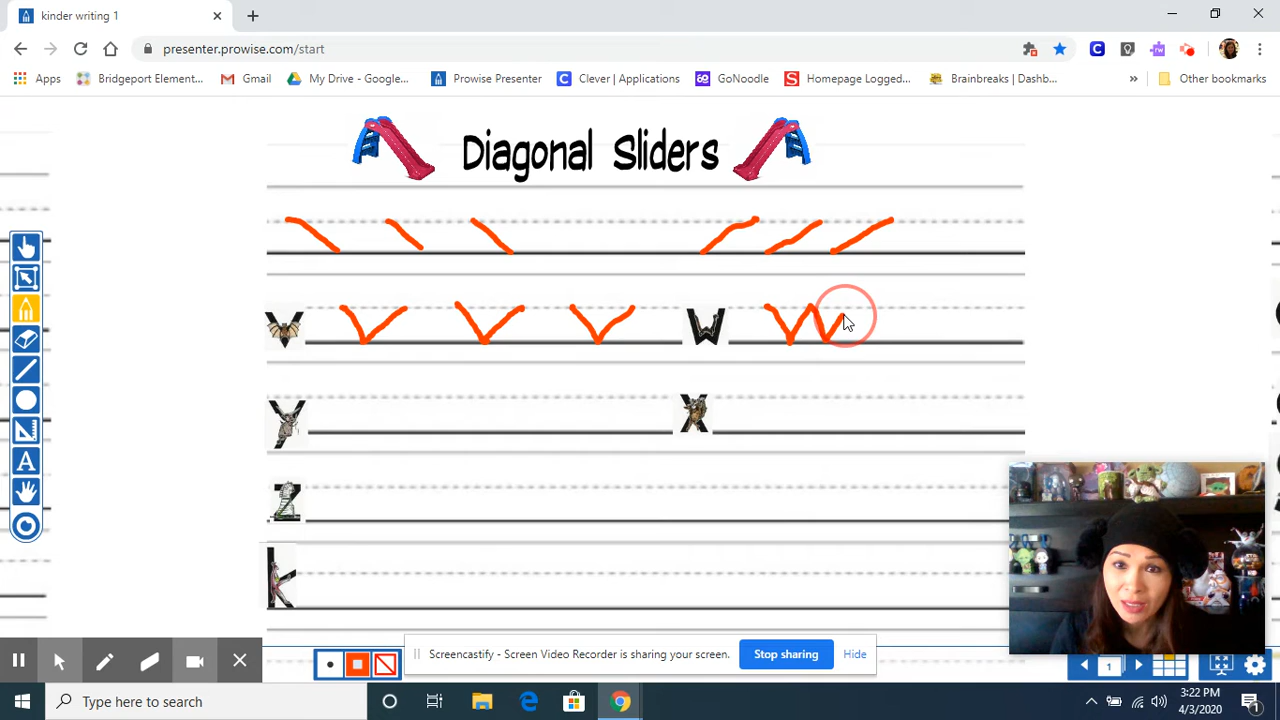 kinder writing 1
presenter.prowise.com/start
Apps Bridgeport Element... Gmail My Drive - Google... Prowise Presenter Clever | Applications GoNoodle Homepage Logged... Brainbreaks | Dashb... » Other bookmarks
Diagonal Sliders
v v v v w w
y x
z
k
A
Screencastify - Screen Video Recorder is sharing your screen. Stop sharing Hide
1
Type here to search
3:22 PM
4/3/2020